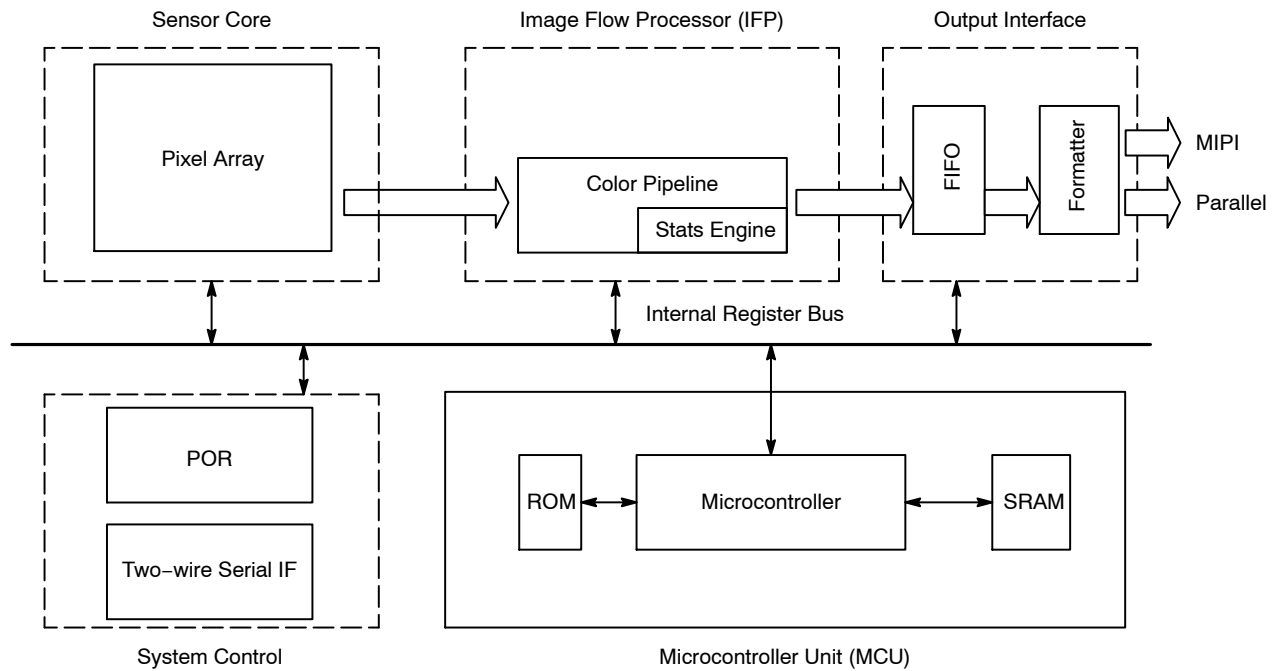 Sensor Core
Image Flow Processor (IFP)
Output Interface
Pixel Array
Color Pipeline
Stats Engine
FIFO
Formatter
MIPI
Parallel
Internal Register Bus
POR
Two−wire Serial IF
ROM
Microcontroller
SRAM
System Control
Microcontroller Unit (MCU)